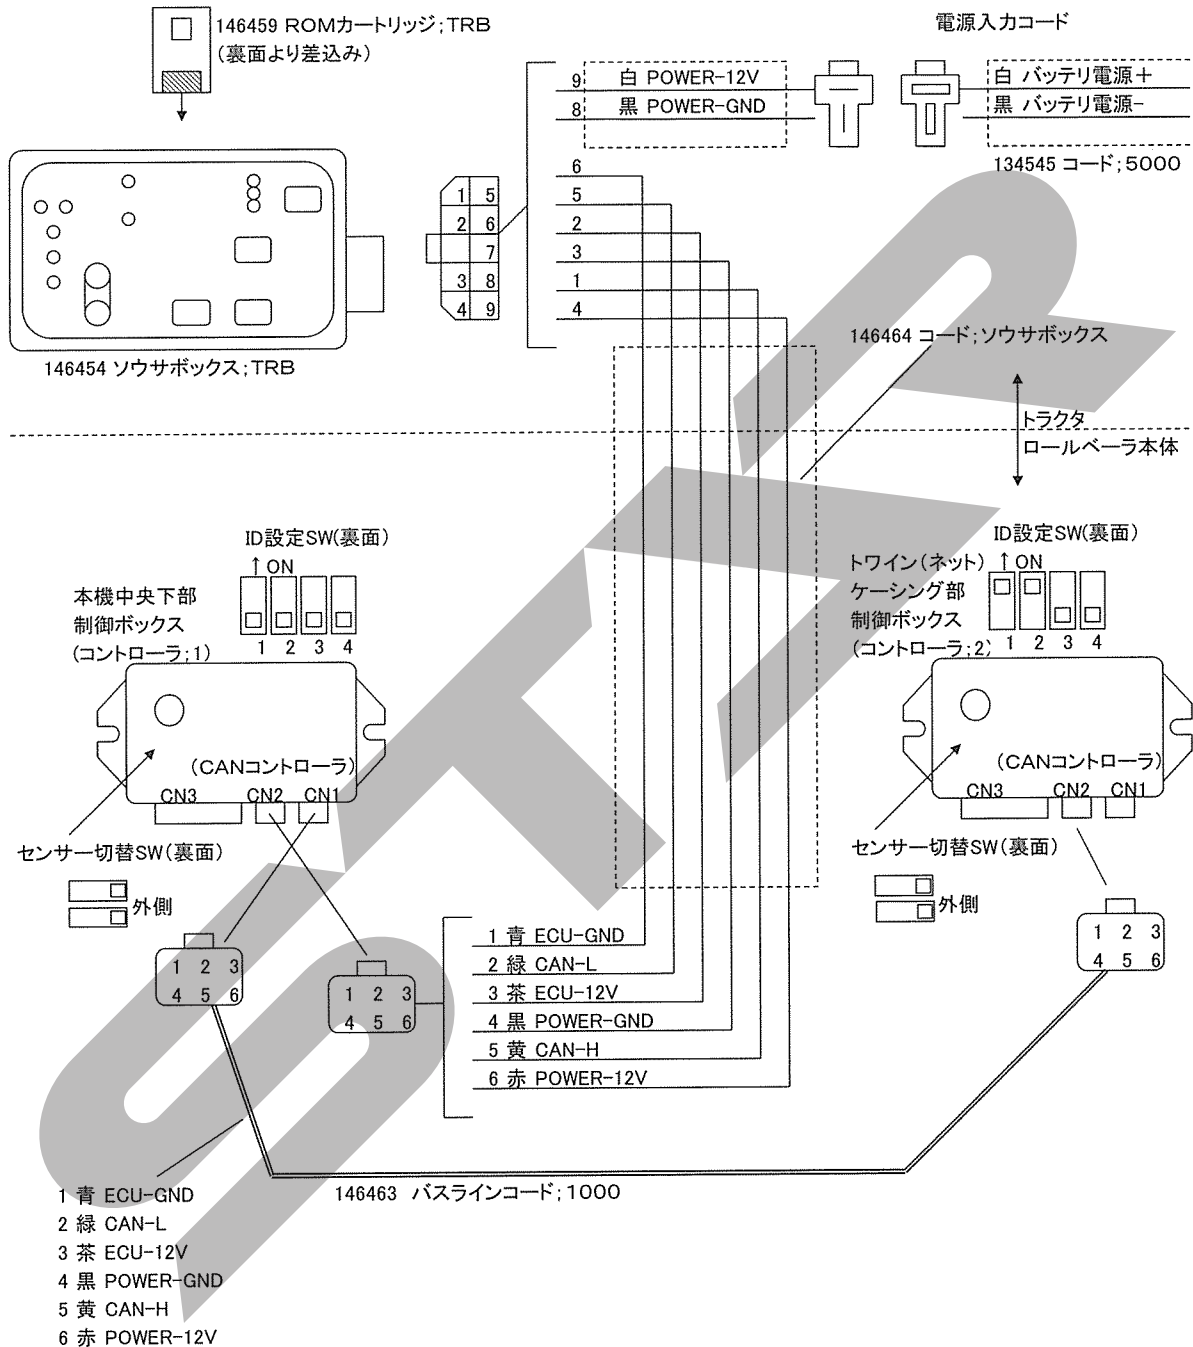 146459 ROMカートリッジ;TRB
(裏面より差込み)
電源入力コード
9 白 POWER-12V
8 黒 POWER-GND
白 バッテリ電源+
黒 バッテリ電源-
134545 コード;5000
6
5
2
3
1
4
1 5
2 6
7
3 8
4 9
146454 ソウサボックス;TRB
146464 コード;ソウサボックス
トラクタ
ロールベーラ本体
ID設定SW(裏面)
↑ ON
本機中央下部
制御ボックス
(コントローラ;1)
1 2 3 4
(CANコントローラ)
CN3 CN2 CN1
センサー切替SW(裏面)
外側
ID設定SW(裏面)
トワイン(ネット) ↑ ON
ケーシング部
制御ボックス
(コントローラ;2) 1 2 3 4
(CANコントローラ)
CN3 CN2 CN1
センサー切替SW(裏面)
外側
1 2 3
4 5 6
1 2 3
4 5 6
1 2 3
4 5 6
1 青 ECU-GND
2 緑 CAN-L
3 茶 ECU-12V
4 黒 POWER-GND
5 黄 CAN-H
6 赤 POWER-12V
146463 バスラインコード;1000
1 青 ECU-GND
2 緑 CAN-L
3 茶 ECU-12V
4 黒 POWER-GND
5 黄 CAN-H
6 赤 POWER-12V
STAR